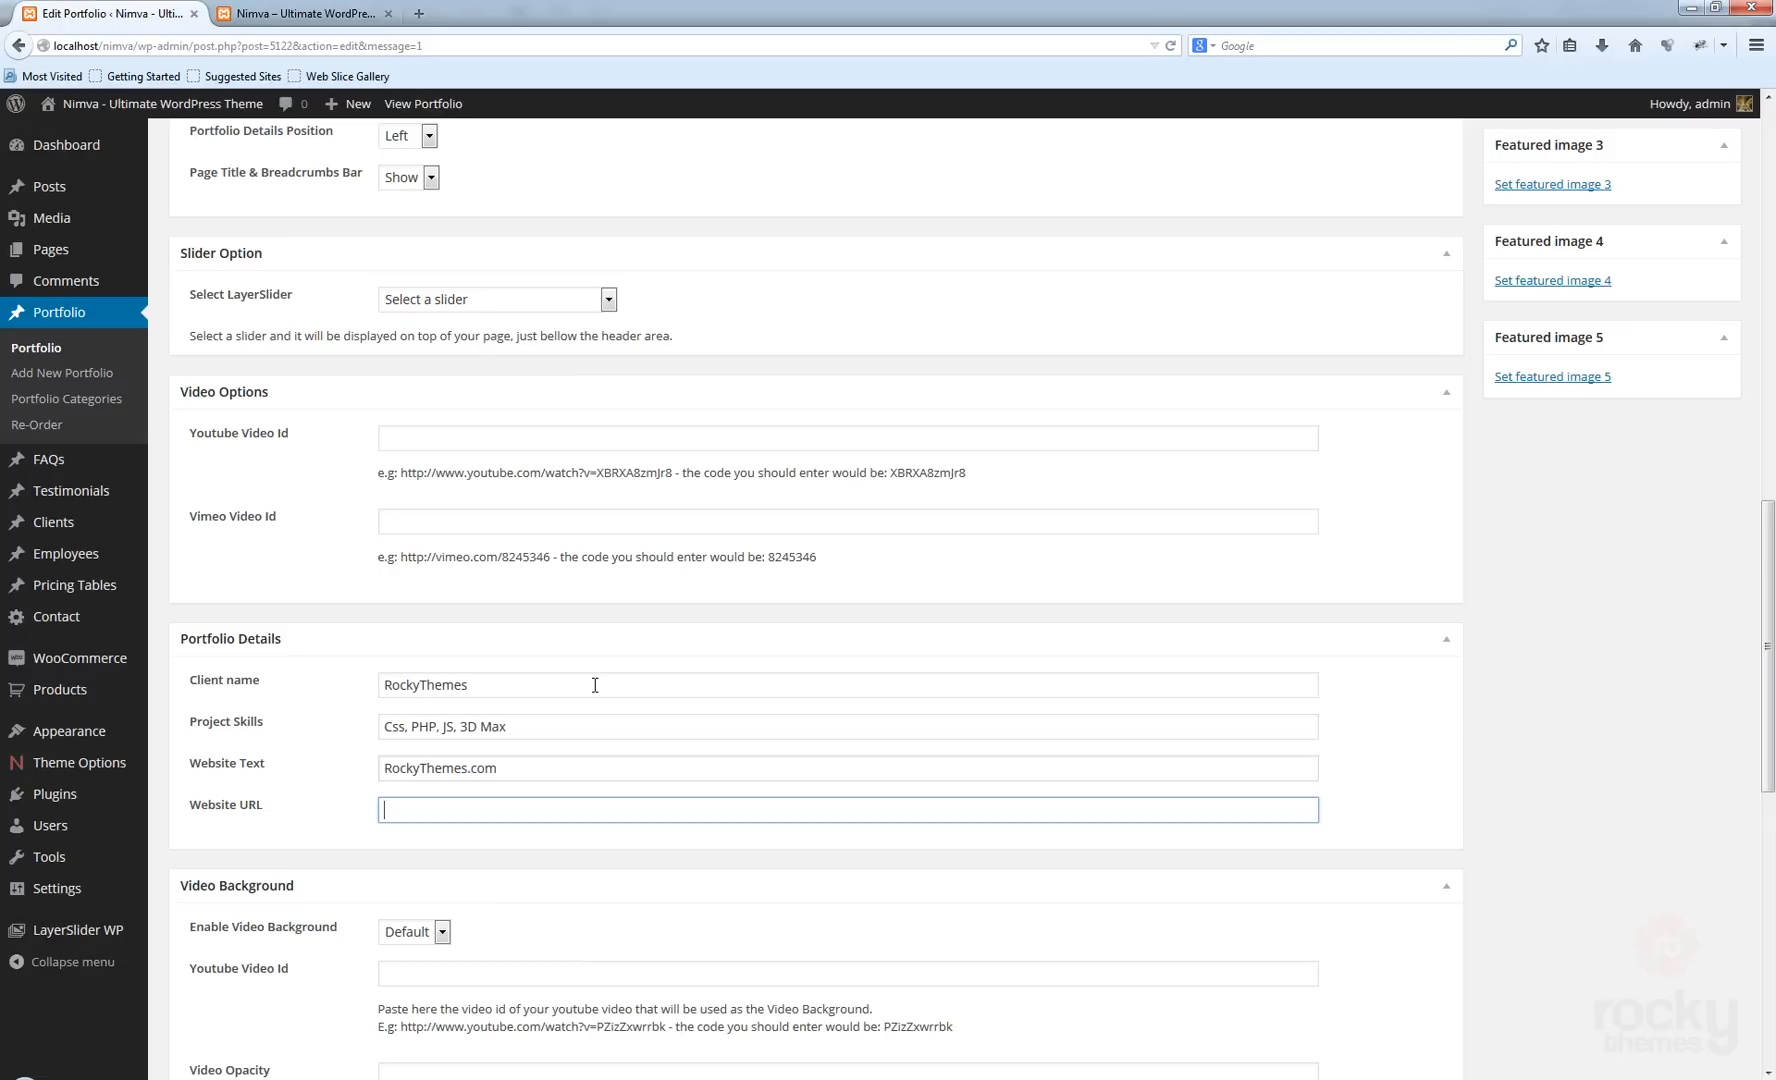 Edit Portfolio ‹ Nimva - Ulti...
Nimva – Ultimate WordPre...
localhost/nimva/wp-admin/post.php?post=5122&action=edit&message=1
Google
Most Visited
Getting Started
Suggested Sites
Web Slice Gallery
Nimva - Ultimate WordPress Theme
0
New
View Portfolio
Howdy, admin
Dashboard
Posts
Media
Pages
Comments
Portfolio
Portfolio
Add New Portfolio
Portfolio Categories
Re-Order
FAQs
Testimonials
Clients
Employees
Pricing Tables
Contact
WooCommerce
Products
Appearance
Theme Options
Plugins
Users
Tools
Settings
LayerSlider WP
Collapse menu
Portfolio Details Position
Left
Page Title & Breadcrumbs Bar
Show
Slider Option
Select LayerSlider
Select a slider
Select a slider and it will be displayed on top of your page, just bellow the header area.
Video Options
Youtube Video Id
e.g: http://www.youtube.com/watch?v=XBRXA8zmJr8 - the code you should enter would be: XBRXA8zmJr8
Vimeo Video Id
e.g: http://vimeo.com/8245346 - the code you should enter would be: 8245346
Portfolio Details
Client name
RockyThemes
Project Skills
Css, PHP, JS, 3D Max
Website Text
RockyThemes.com
Website URL
Video Background
Enable Video Background
Default
Youtube Video Id
Paste here the video id of your youtube video that will be used as the Video Background.
E.g: http://www.youtube.com/watch?v=PZizZxwrrbk - the code you should enter would be: PZizZxwrrbk
Video Opacity
Featured image 3
Set featured image 3
Featured image 4
Set featured image 4
Featured image 5
Set featured image 5
rocky
themes